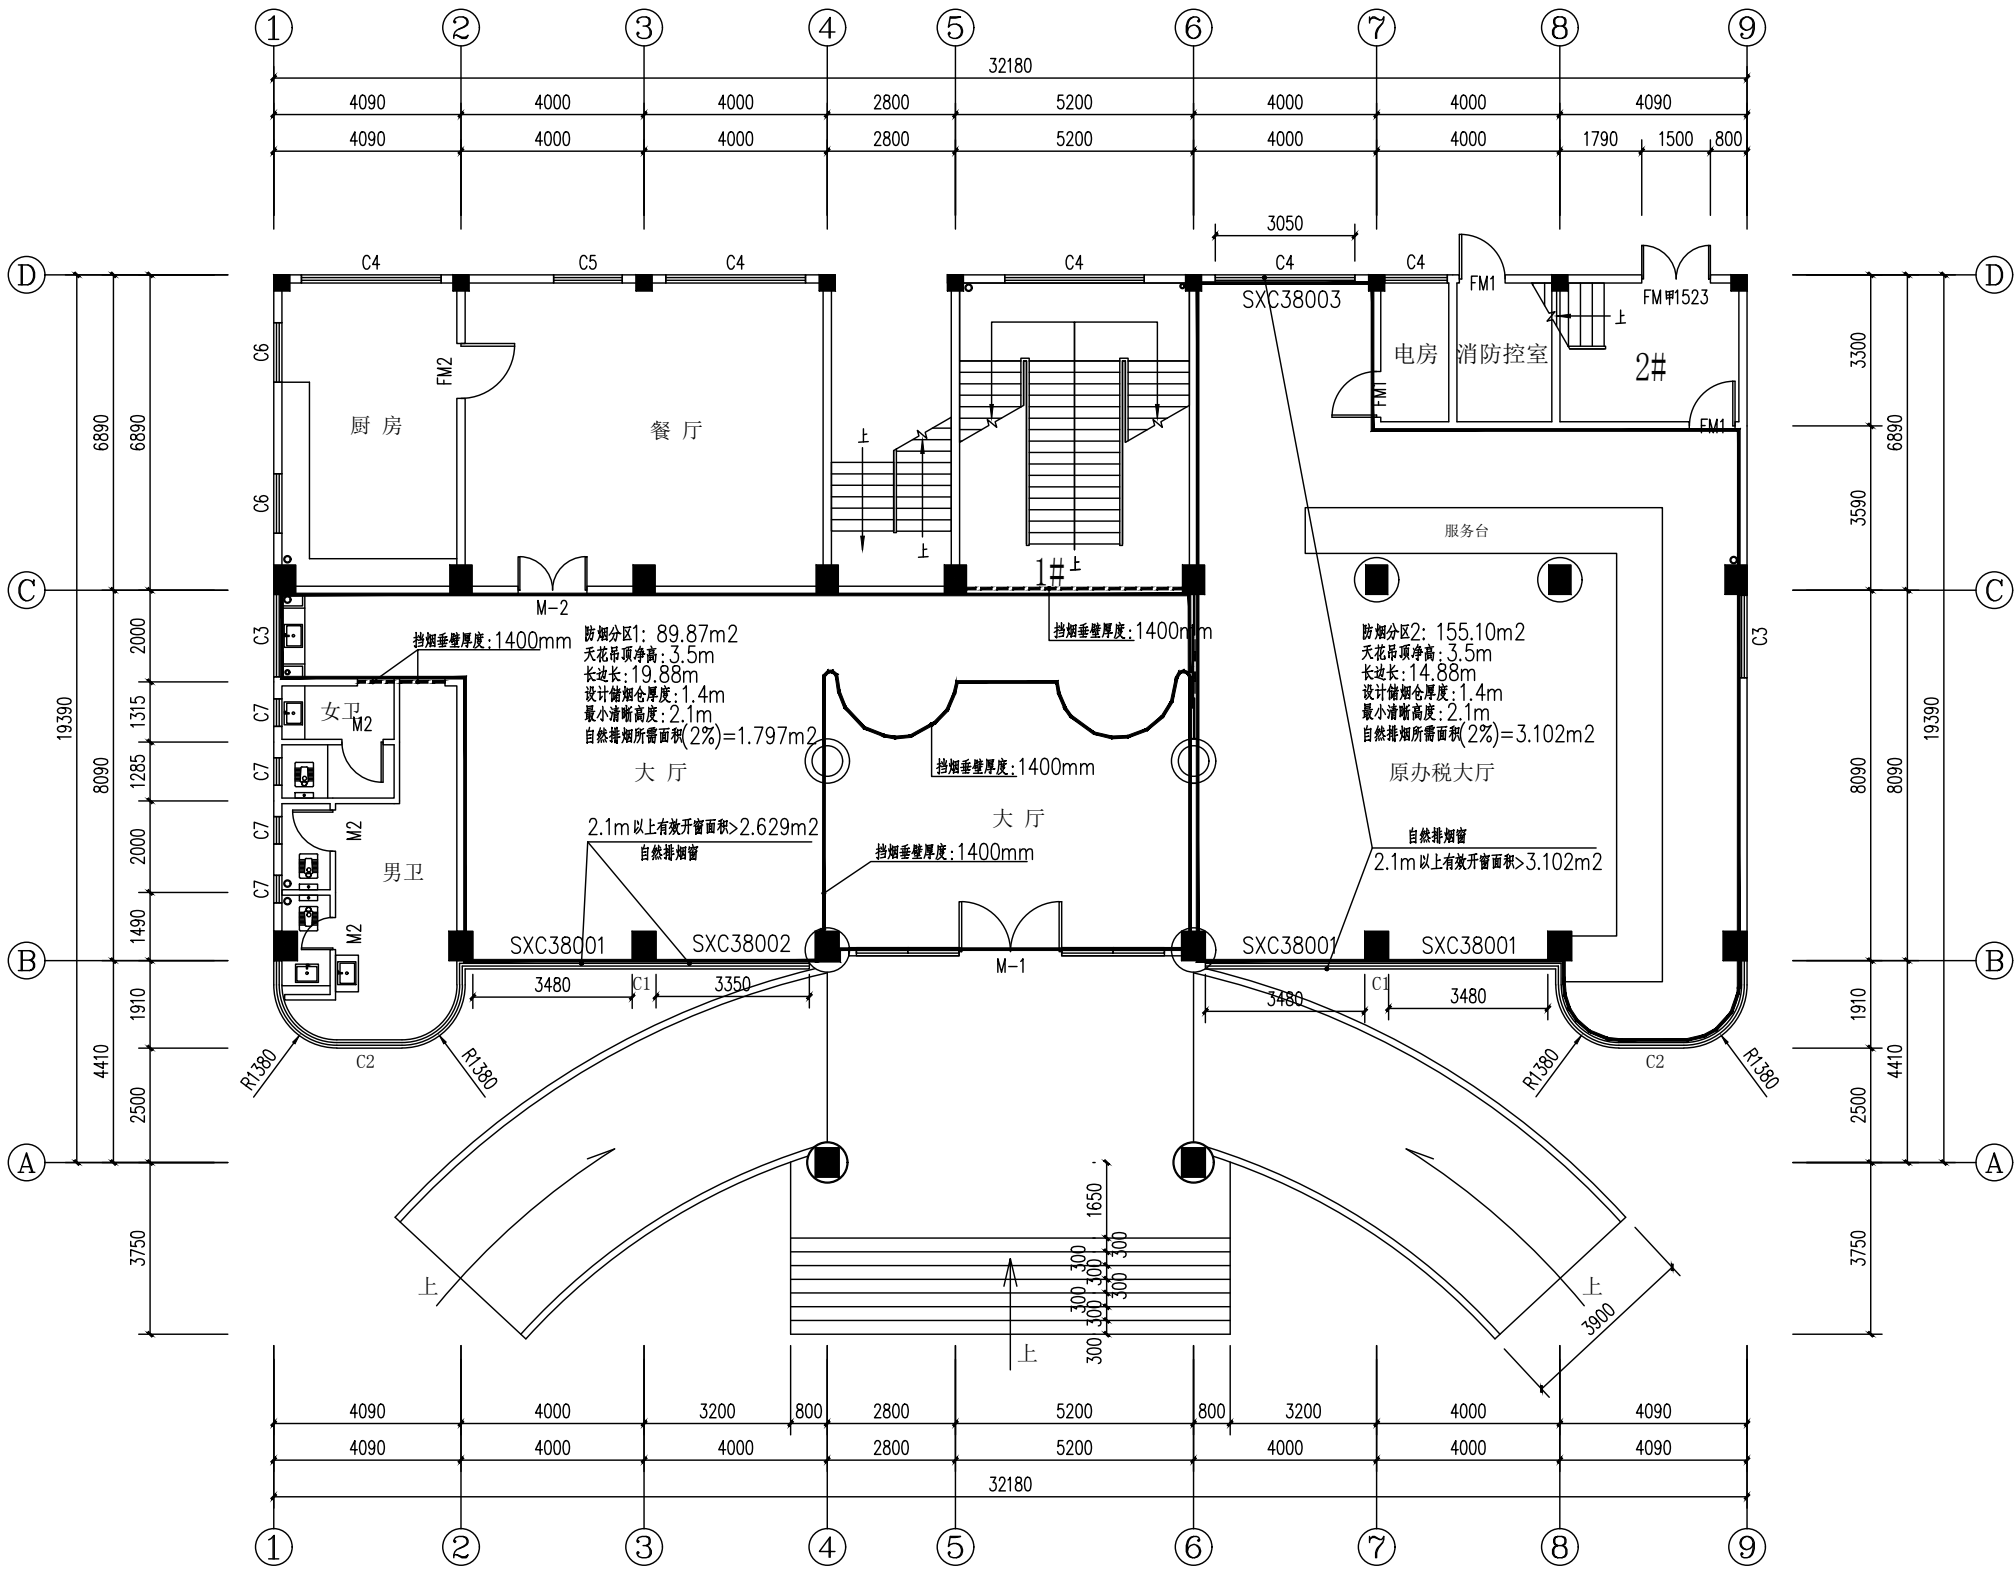 1 2 3 4 5 6 7 8 9
32180
4090 4000 4000 2800 5200 4000 4000 4090
4090 4000 4000 2800 5200 4000 4000 1790 1500 800
3050
D C4 C5 C4 C4 C4 C4 FM1 D
SXC38003 FM甲1523
上
C6 FM2 电房 消防控室 2# 3300
FM1
6890 6890 厨 房 餐 厅 上 FM1 6890
C6 3590
服务台
上
1# 上
C C
M-2
2000 C3 挡烟垂壁厚度:1400mm 挡烟垂壁厚度:1400mm C3
防烟分区1: 89.87m2
天花吊顶净高:3.5m
长边长:19.88m
设计储烟仓厚度:1.4m
最小清晰高度:2.1m
自然排烟所需面积(2%)=1.797m2
防烟分区2: 155.10m2
天花吊顶净高:3.5m
长边长:14.88m
设计储烟仓厚度:1.4m
最小清晰高度:2.1m
自然排烟所需面积(2%)=3.102m2
19390 1315 C7 女卫 M2 19390
8090 1285 C7 大 厅 挡烟垂壁厚度:1400mm 原办税大厅 8090 8090
2000 C7 M2 2.1m以上有效开窗面积>2.629m2 大 厅 自然排烟窗
自然排烟窗 挡烟垂壁厚度:1400mm 2.1m以上有效开窗面积>3.102m2
男卫
1490 C7 M2
SXC38001 SXC38002 SXC38001 SXC38001
B M-1 B
3480 C1 3350 3480 C1 3480
1910 1910
4410 R1380 C2 R1380 R1380 C2 R1380 4410
2500 2500
A A
1650
3750 300 300 300 300 300 300 300 3750
上 上
3900
上
4090 4000 3200 800 2800 5200 800 3200 4000 4090
4090 4000 4000 2800 5200 4000 4000 4090
32180
1 2 3 4 5 6 7 8 9